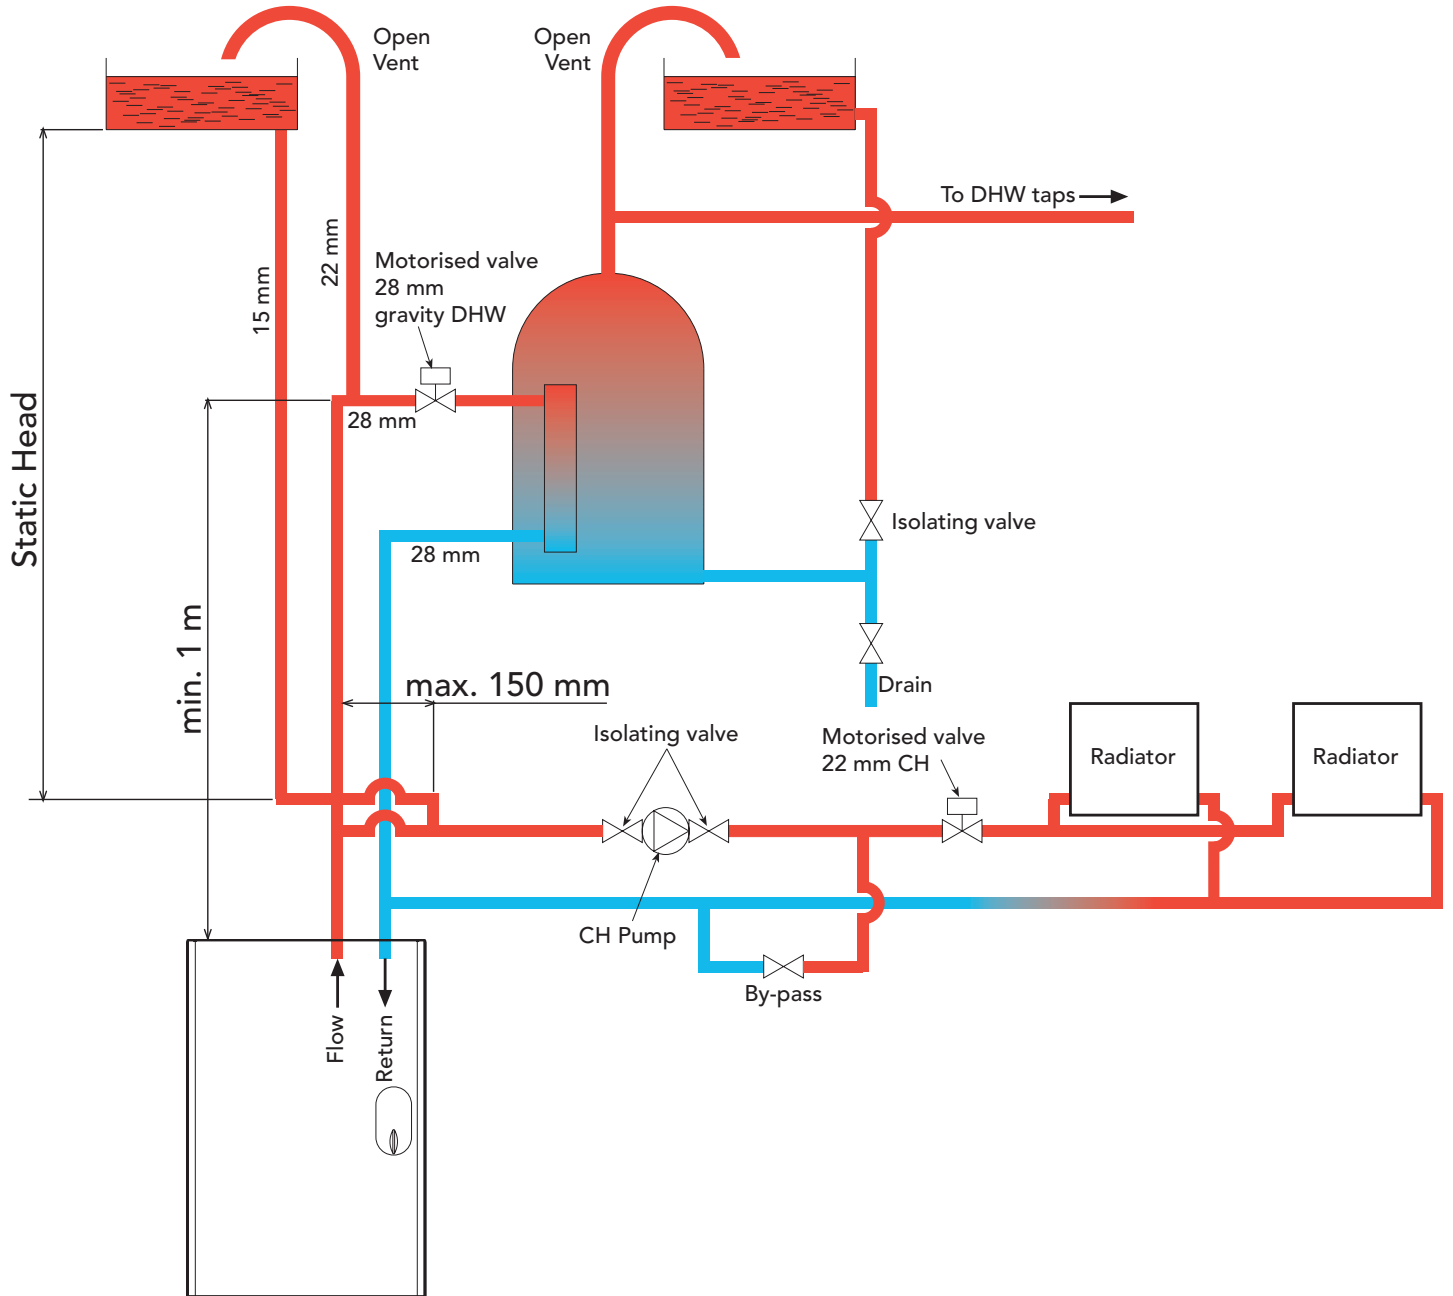 Open
Vent
Open
Vent
To DHW taps
22 mm
15 mm
Motorised valve
28 mm
gravity DHW
28 mm
Static Head
Isolating valve
28 mm
min. 1 m
max. 150 mm
Drain
Isolating valve
Motorised valve
22 mm CH
Radiator
Radiator
CH Pump
By-pass
Flow
Return